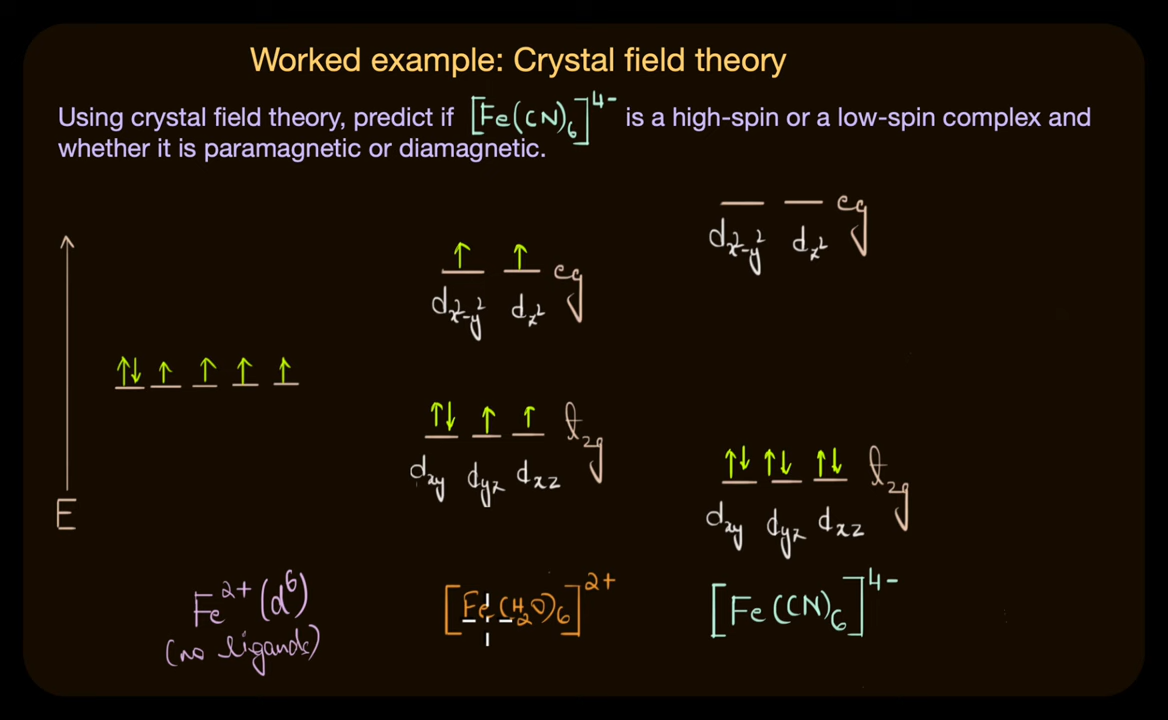 Worked example: Crystal field theory
Using crystal field theory, predict if [Fe(CN)₆]⁴⁻ is a high-spin or a low-spin complex and
whether it is paramagnetic or diamagnetic.
eg
dx²-y² dz²
eg
dx²-y² dz²
t₂g
dxy dyz dxz
t₂g
dxy dyz dxz
E
Fe²⁺(d⁶)
(no ligands)
[Fe(H₂O)₆]²⁺
[Fe(CN)₆]⁴⁻